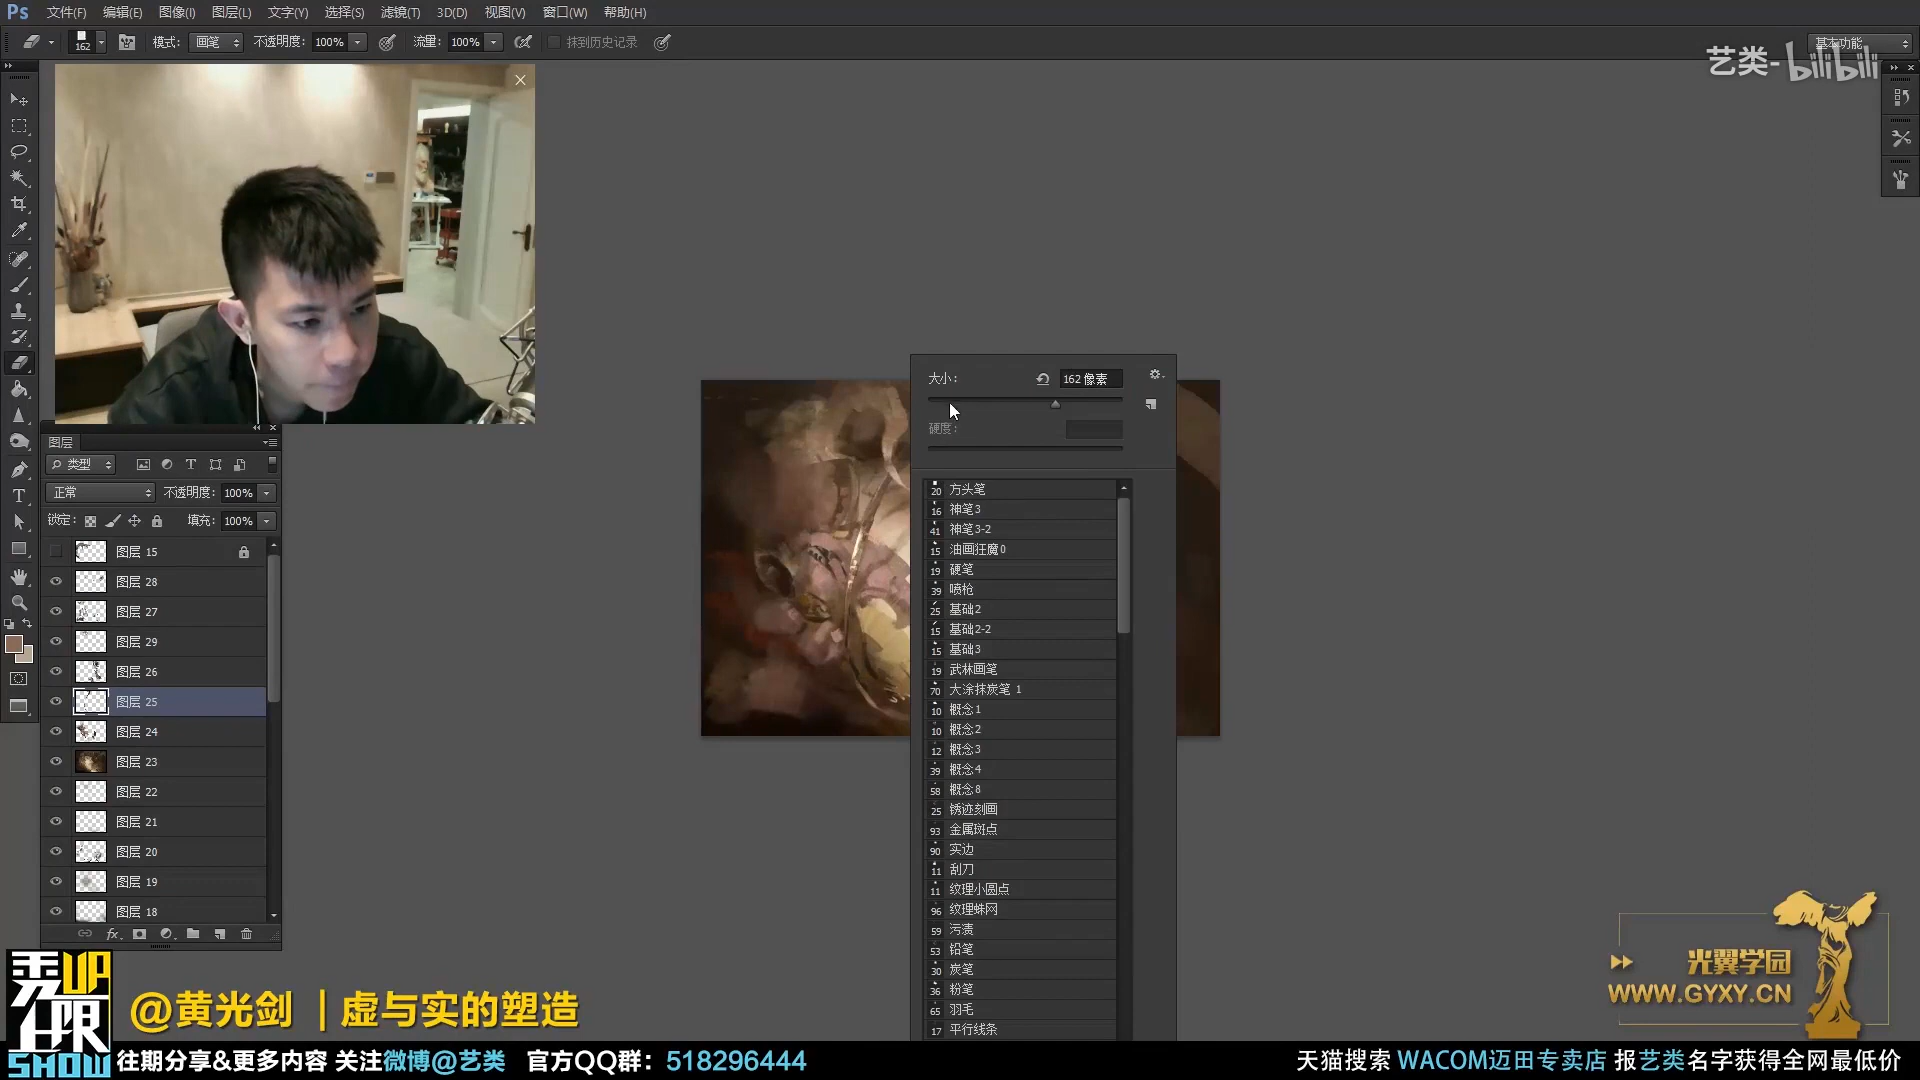 Ps 文件(F) 编辑(E) 图像(I) 图层(L) 文字(Y) 选择(S) 滤镜(T) 3D(D) 视图(V) 窗口(W) 帮助(H)
162 模式: 画笔 不透明度: 100% 流量: 100% 抹到历史记录 基本功能
艺类-bilibili
大小: 162 像素
硬度:
20 方头笔
16 神笔3
41 神笔3-2
15 油画狂魔0
19 硬笔
39 喷枪
25 基础2
15 基础2-2
15 基础3
19 武林画笔
70 大涂抹炭笔 1
10 概念1
10 概念2
12 概念3
39 概念4
58 概念8
25 锈迹刻画
93 金属斑点
90 实边
11 刮刀
11 纹理小圆点
96 纹理蛛网
59 污渍
53 铅笔
30 炭笔
36 粉笔
65 羽毛
17 平行线条
图层
类型
正常 不透明度: 100%
锁定: 填充: 100%
图层 15
图层 28
图层 27
图层 29
图层 26
图层 25
图层 24
图层 23
图层 22
图层 21
图层 20
图层 19
图层 18
fx
光翼学园
WWW.GYXY.CN
UP
SHOW
@黄光剑 | 虚与实的塑造
往期分享&更多内容 关注微博@艺类 官方QQ群: 518296444
天猫搜索 WACOM迈田专卖店 报艺类名字获得全网最低价